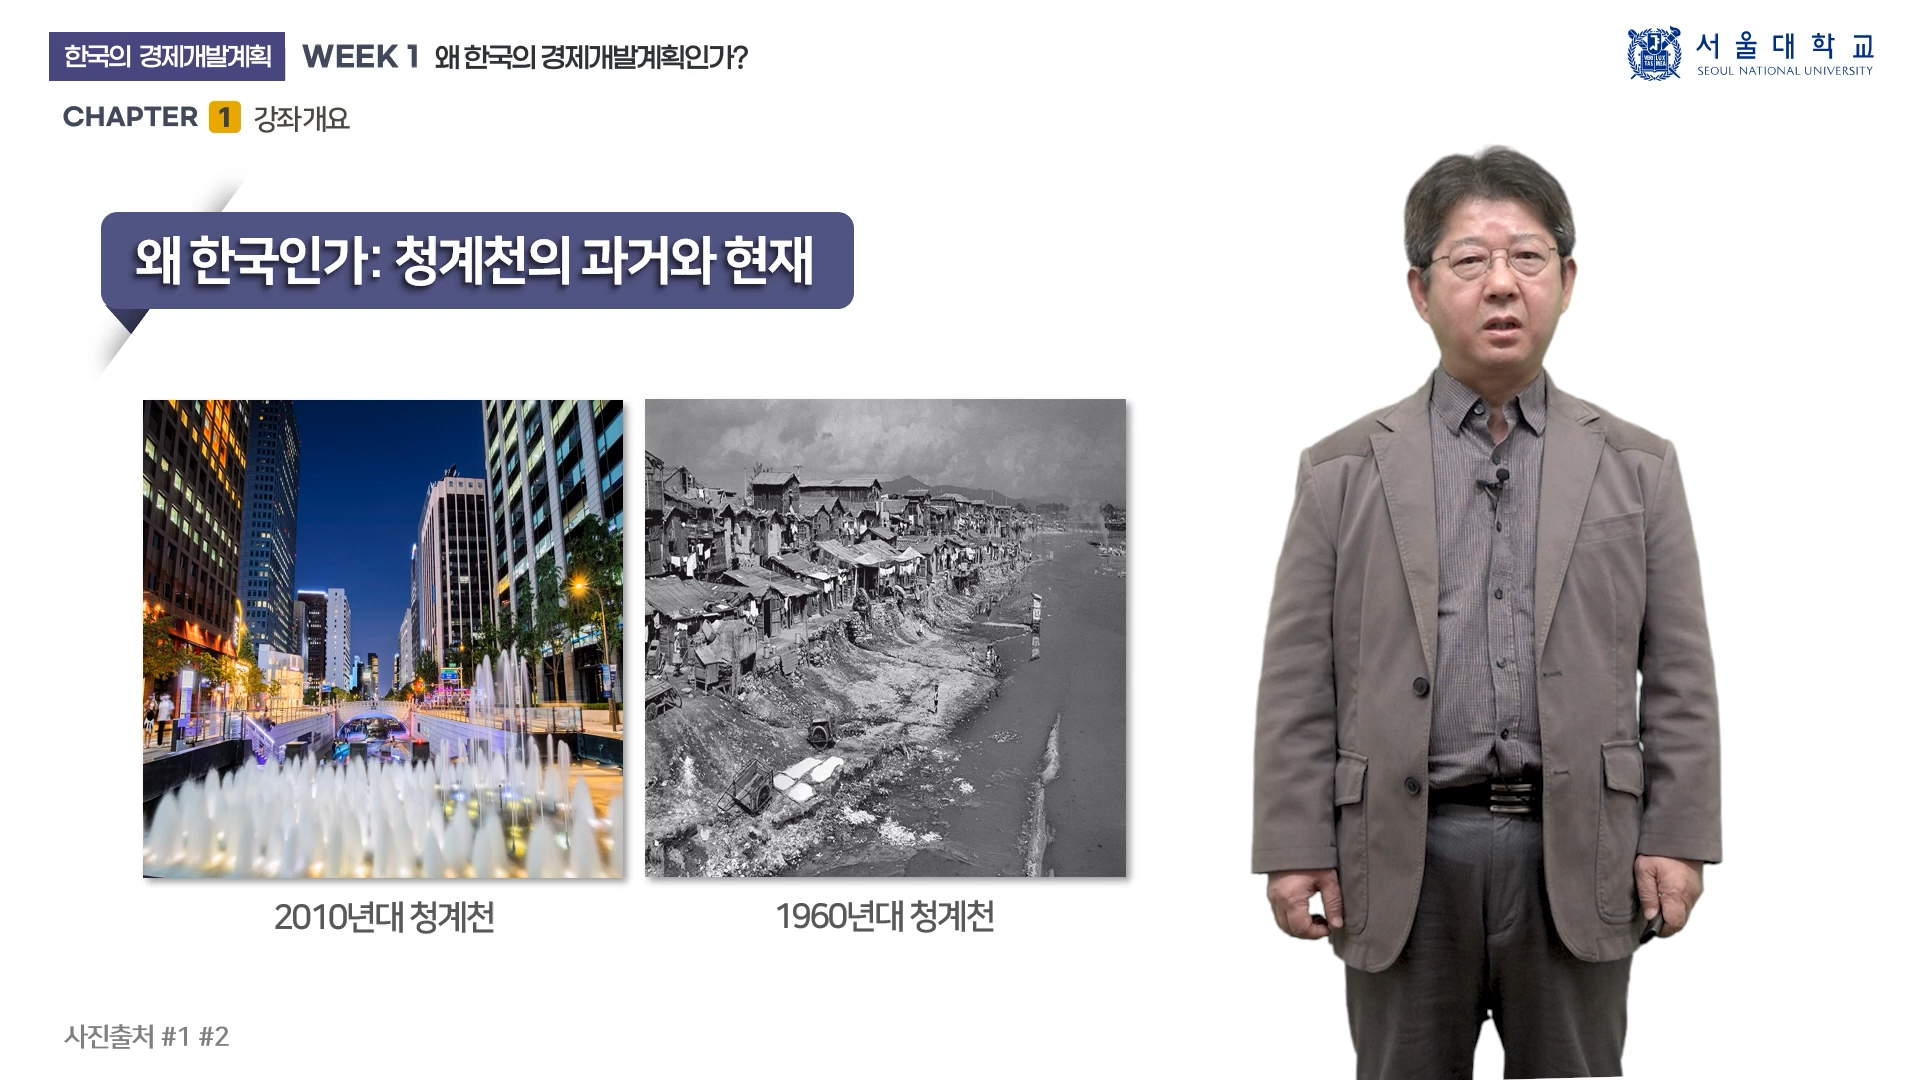 한국의 경제개발계획 WEEK 1 왜 한국의 경제개발계획인가?
서울대학교
SEOUL NATIONAL UNIVERSITY
CHAPTER 1 강좌개요
왜 한국인가: 청계천의 과거와 현재
2010년대 청계천
1960년대 청계천
사진출처 #1 #2